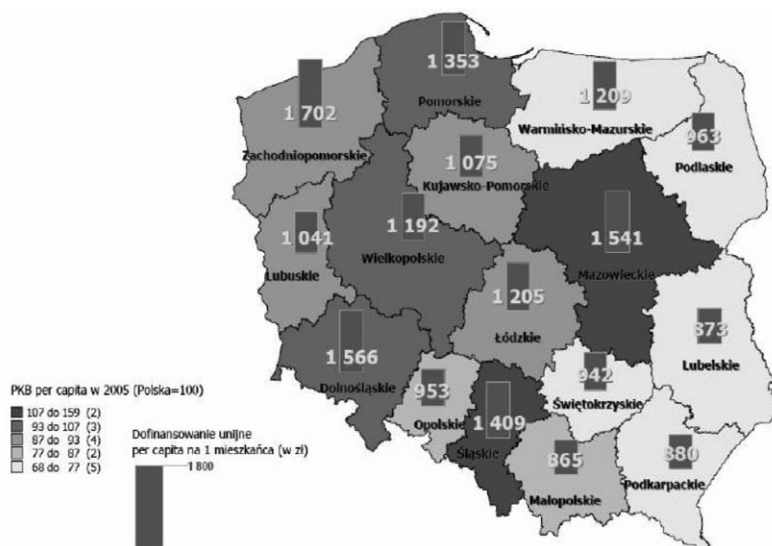 1 353
Pomorskie
1 702
Zachodniopomorskie
1 209
Warmińsko-Mazurskie
963
Podlaskie
1 075
Kujawsko-Pomorskie
1 192
Wielkopolskie
1 041
Lubuskie
1 541
Mazowieckie
1 205
Łódzkie
873
Lubelskie
1 566
Dolnośląskie
953
Opolskie
942
Świętokrzyskie
1 409
Śląskie
865
Małopolskie
880
Podkarpackie
PKB per capita w 2005 (Polska=100)
107 do 159 (2)
93 do 107 (3)
87 do 93 (4)
77 do 87 (2)
68 do 77 (5)
Dofinansowanie unijne
per capita na 1 mieszkańca (w zł)
1 800